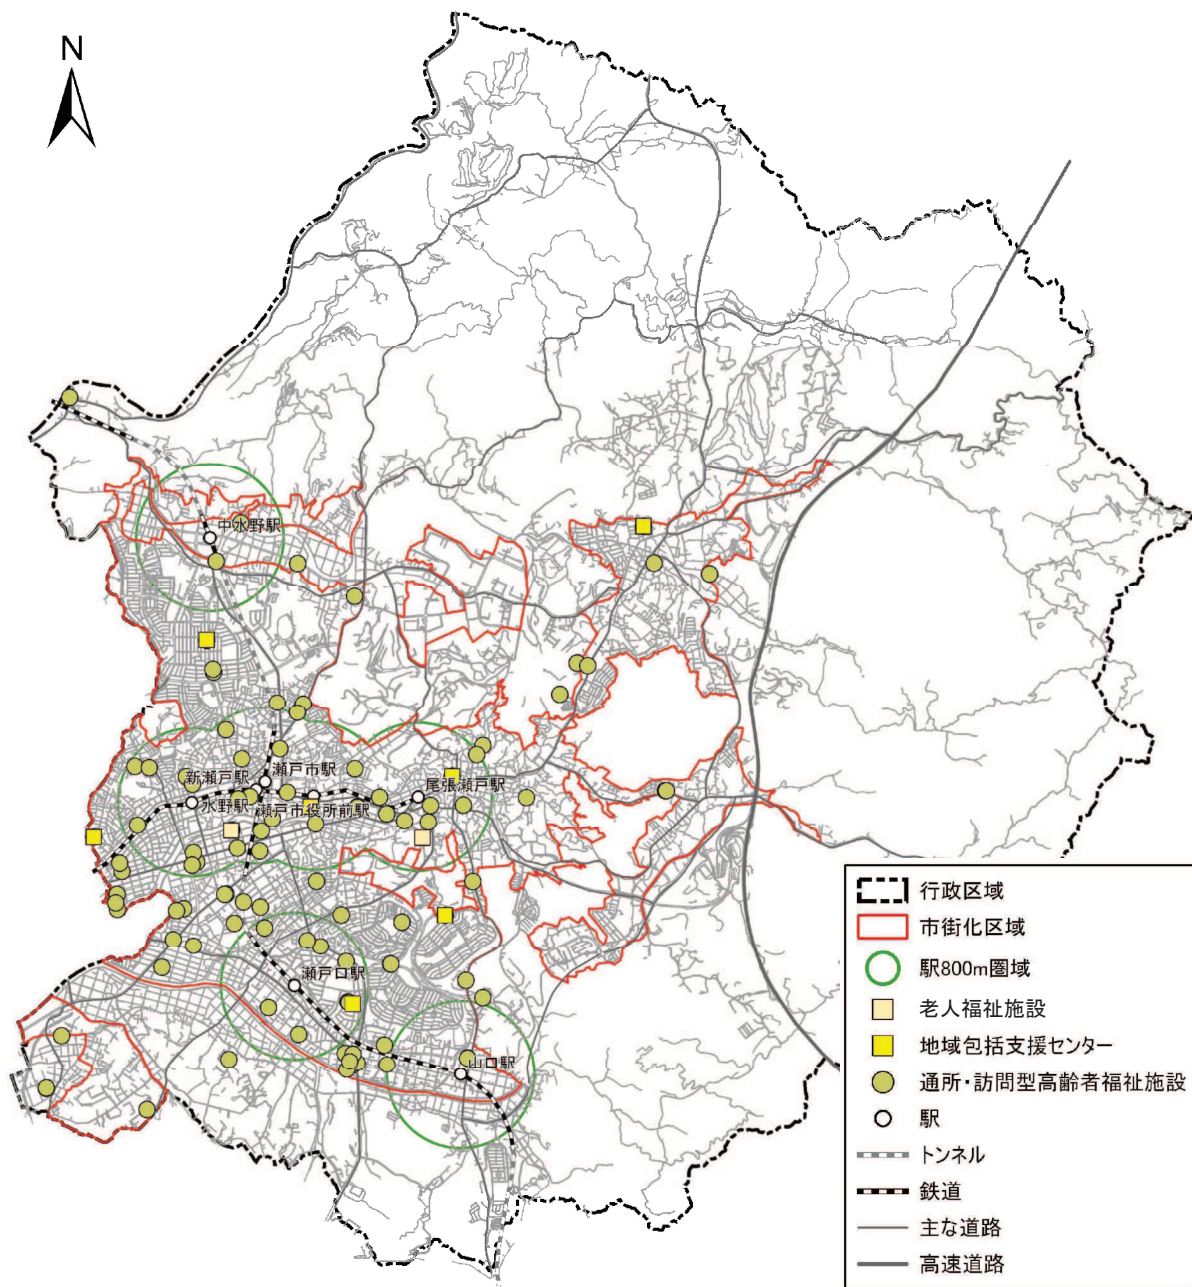 N
中水野駅
新瀬戸駅
瀬戸市駅
尾張瀬戸駅
水野駅
瀬戸市役所前駅
瀬戸口駅
山口駅
行政区域
市街化区域
駅800m圏域
老人福祉施設
地域包括支援センター
通所・訪問型高齢者福祉施設
駅
トンネル
鉄道
主な道路
高速道路